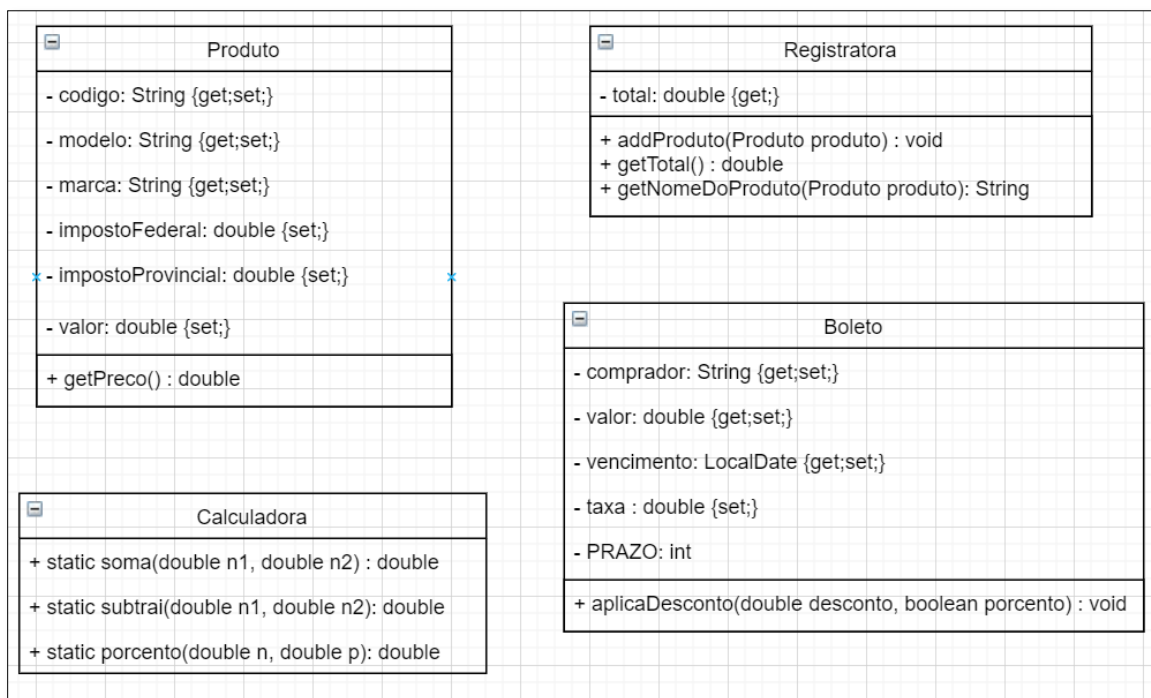 Produto
- codigo: String {get;set;}
- modelo: String {get;set;}
- marca: String {get;set;}
- impostoFederal: double {set;}
- impostoProvincial: double {set;}
- valor: double {set;}
+ getPreco() : double
Registratora
- total: double {get;}
+ addProduto(Produto produto) : void
+ getTotal() : double
+ getNomeDoProduto(Produto produto): String
Calculadora
+ static soma(double n1, double n2) : double
+ static subtrai(double n1, double n2): double
+ static porcento(double n, double p): double
Boleto
- comprador: String {get;set;}
- valor: double {get;set;}
- vencimento: LocalDate {get;set;}
- taxa : double {set;}
- PRAZO: int
+ aplicaDesconto(double desconto, boolean porcento) : void